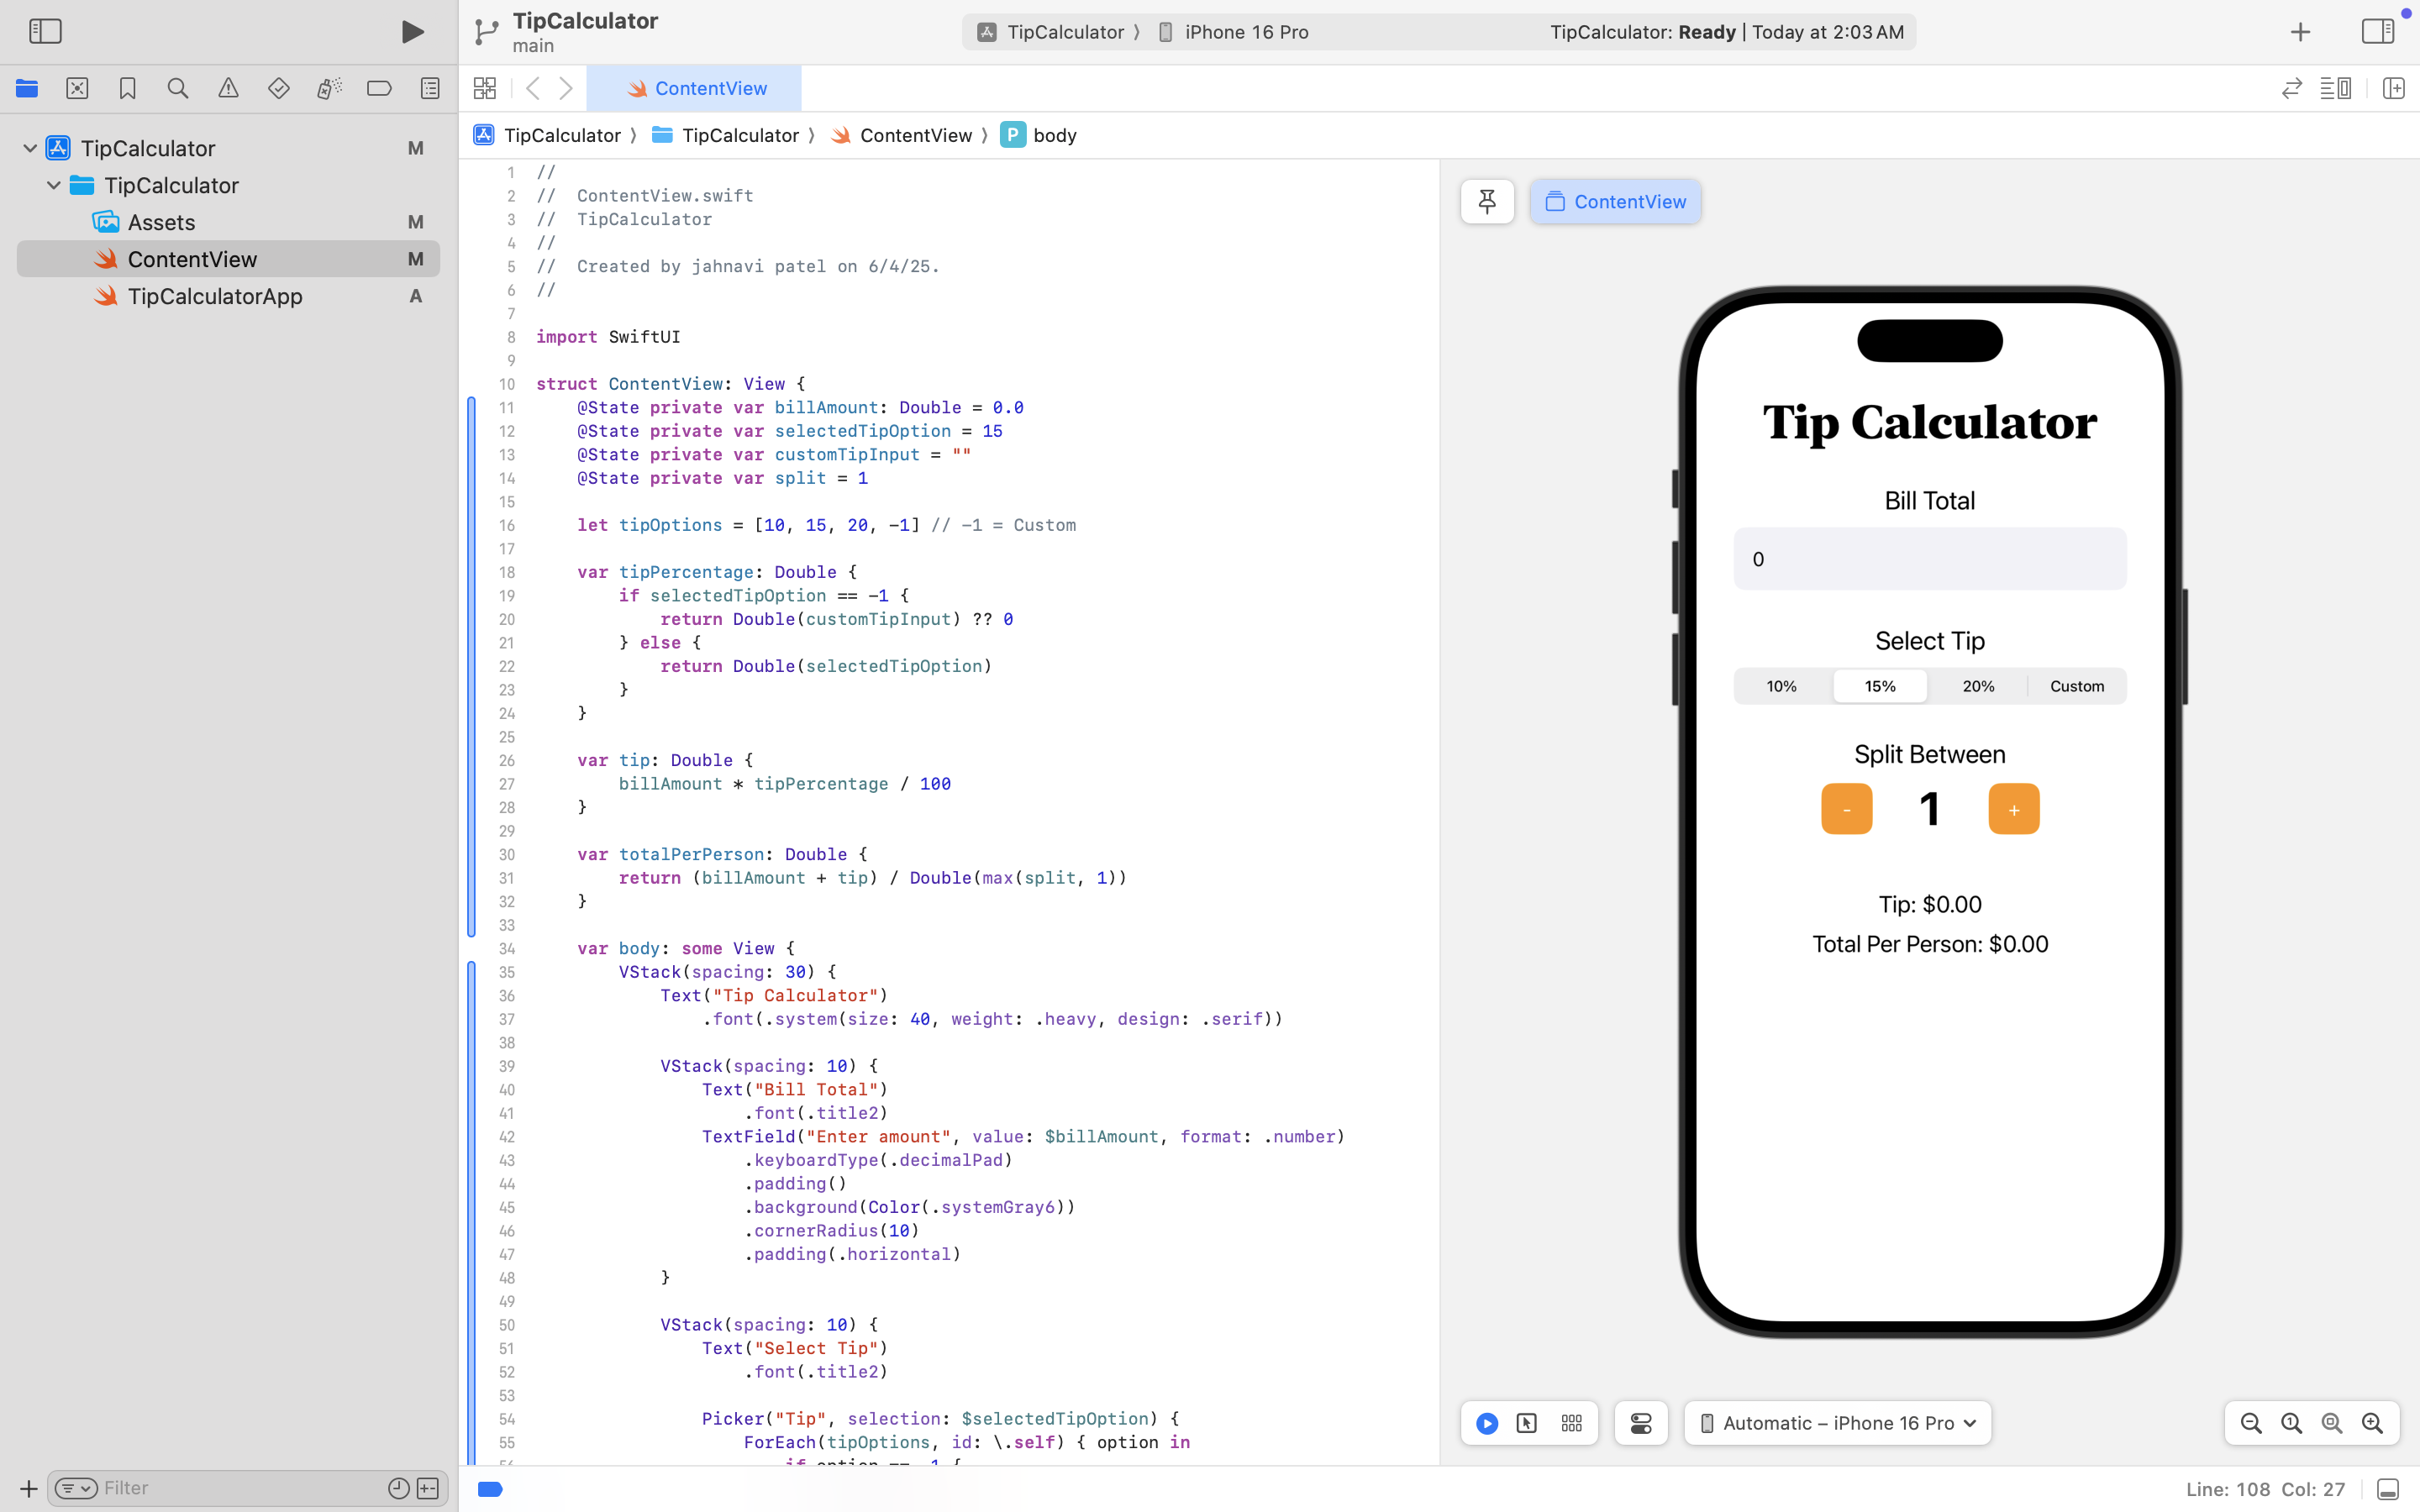 TipCalculator
main
TipCalculator 〉 iPhone 16 Pro
TipCalculator: Ready | Today at 2:03 AM
ContentView
TipCalculator 〉 TipCalculator 〉 ContentView 〉 P body
TipCalculator M
TipCalculator
Assets M
ContentView M
TipCalculatorApp A
Filter
1 //
2 //  ContentView.swift
3 //  TipCalculator
4 //
5 //  Created by jahnavi patel on 6/4/25.
6 //
7
8 import SwiftUI
9
10 struct ContentView: View {
11     @State private var billAmount: Double = 0.0
12     @State private var selectedTipOption = 15
13     @State private var customTipInput = ""
14     @State private var split = 1
15
16     let tipOptions = [10, 15, 20, -1] // -1 = Custom
17
18     var tipPercentage: Double {
19         if selectedTipOption == -1 {
20             return Double(customTipInput) ?? 0
21         } else {
22             return Double(selectedTipOption)
23         }
24     }
25
26     var tip: Double {
27         billAmount * tipPercentage / 100
28     }
29
30     var totalPerPerson: Double {
31         return (billAmount + tip) / Double(max(split, 1))
32     }
33
34     var body: some View {
35         VStack(spacing: 30) {
36             Text("Tip Calculator")
37                 .font(.system(size: 40, weight: .heavy, design: .serif))
38
39             VStack(spacing: 10) {
40                 Text("Bill Total")
41                     .font(.title2)
42                 TextField("Enter amount", value: $billAmount, format: .number)
43                     .keyboardType(.decimalPad)
44                     .padding()
45                     .background(Color(.systemGray6))
46                     .cornerRadius(10)
47                     .padding(.horizontal)
48             }
49
50             VStack(spacing: 10) {
51                 Text("Select Tip")
52                     .font(.title2)
53
54                 Picker("Tip", selection: $selectedTipOption) {
55                     ForEach(tipOptions, id: \.self) { option in
ContentView
Tip Calculator
Bill Total
0
Select Tip
10% 15% 20% Custom
Split Between
- 1 +
Tip: $0.00
Total Per Person: $0.00
Automatic – iPhone 16 Pro
Line: 108 Col: 27